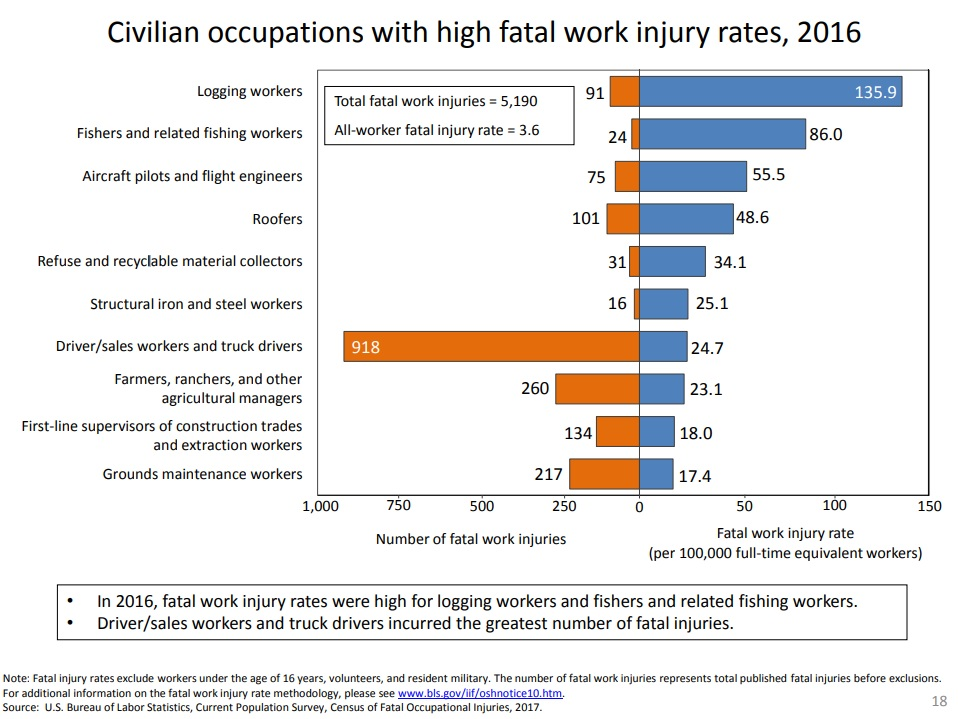 Civilian occupations with high fatal work injury rates, 2016
Total fatal work injuries = 5,190
All-worker fatal injury rate = 3.6
Logging workers 91 135.9
Fishers and related fishing workers 24 86.0
Aircraft pilots and flight engineers 75 55.5
Roofers 101 48.6
Refuse and recyclable material collectors 31 34.1
Structural iron and steel workers 16 25.1
Driver/sales workers and truck drivers 918 24.7
Farmers, ranchers, and other
agricultural managers 260 23.1
First-line supervisors of construction trades
and extraction workers 134 18.0
Grounds maintenance workers 217 17.4
1,000 750 500 250 0 50 100 150
Number of fatal work injuries
Fatal work injury rate
(per 100,000 full-time equivalent workers)
• In 2016, fatal work injury rates were high for logging workers and fishers and related fishing workers.
• Driver/sales workers and truck drivers incurred the greatest number of fatal injuries.
Note: Fatal injury rates exclude workers under the age of 16 years, volunteers, and resident military. The number of fatal work injuries represents total published fatal injuries before exclusions.
For additional information on the fatal work injury rate methodology, please see www.bls.gov/iif/oshnotice10.htm.
Source: U.S. Bureau of Labor Statistics, Current Population Survey, Census of Fatal Occupational Injuries, 2017.
18